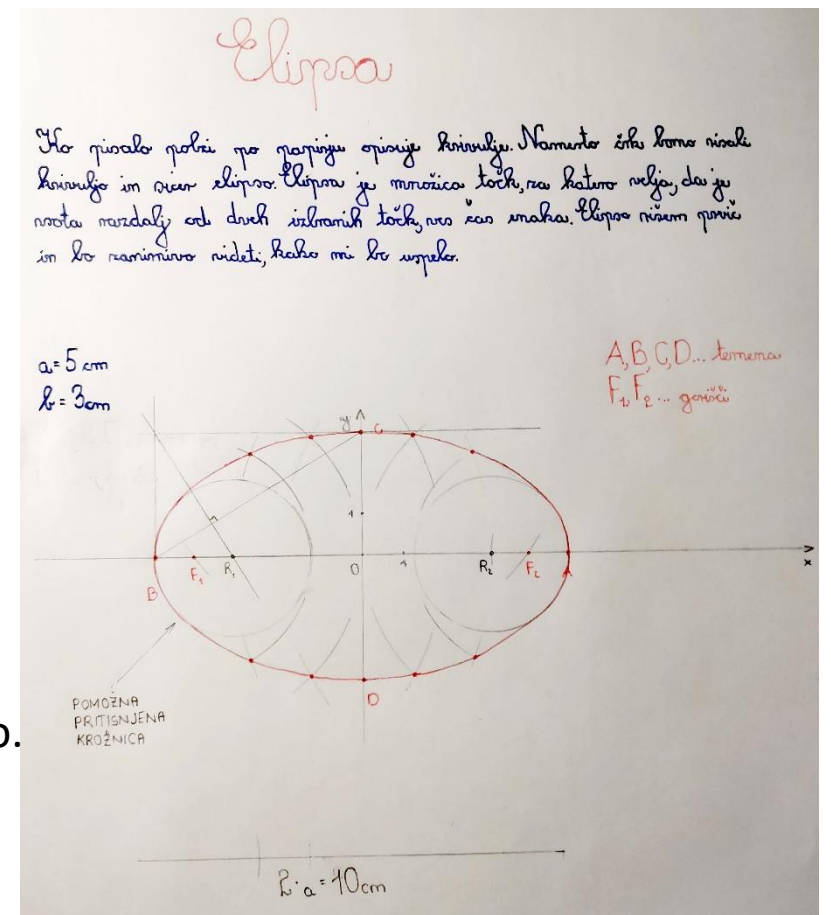 Elipsa
Ko pisalo polzi po papirju opisuje krivulje. Namesto črk bomo risali
krivuljo in sicer elipso. Elipsa je množica točk, za katero velja, da je
vsota razdalj od dveh izbranih točk, ves čas enaka. Elipso rišem prvič
in bo zanimivo videti, kako mi bo uspelo.
a = 5 cm
b = 3 cm
A, B, C, D... temena
F1, F2 ... gorišči
y
C
1
B
F1
R1
0
1
R2
F2
A
x
D
POMOŽNA
PRITISNJENA
KROŽNICA
2·a = 10 cm